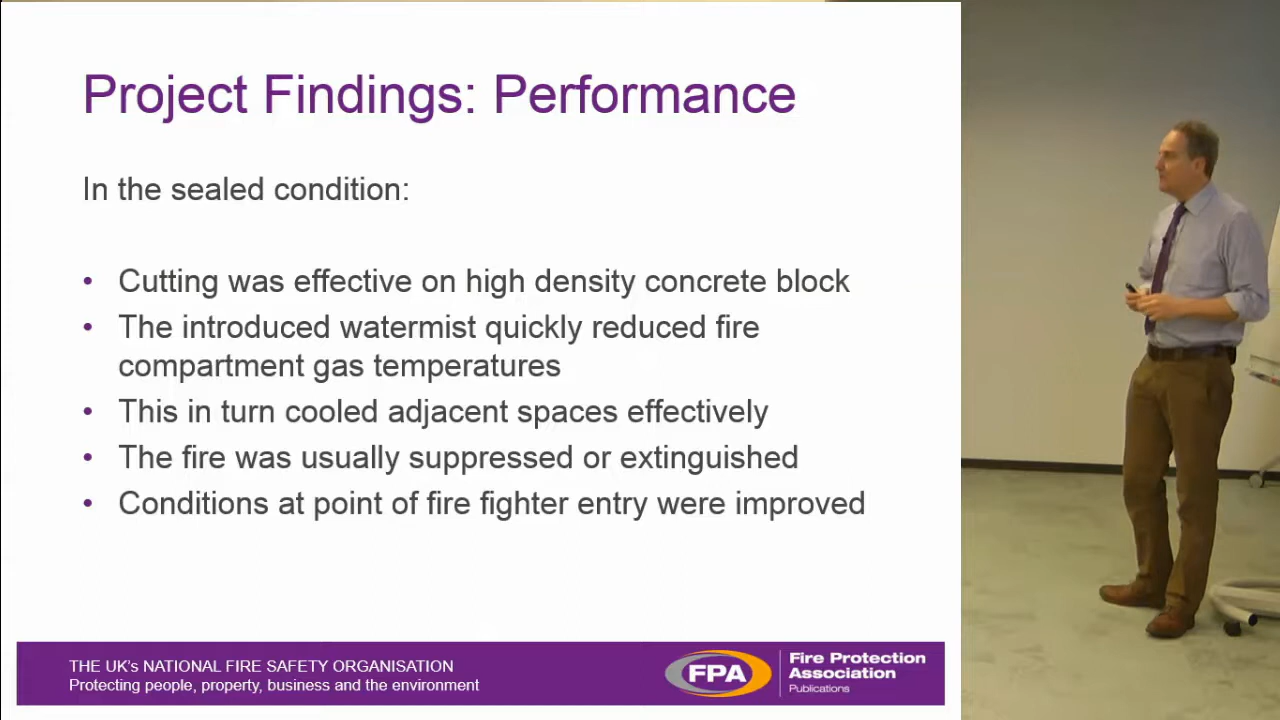 Project Findings: Performance
In the sealed condition:
• Cutting was effective on high density concrete block
• The introduced watermist quickly reduced fire
compartment gas temperatures
• This in turn cooled adjacent spaces effectively
• The fire was usually suppressed or extinguished
• Conditions at point of fire fighter entry were improved
THE UK's NATIONAL FIRE SAFETY ORGANISATION
Protecting people, property, business and the environment
FPA
Fire Protection
Association
Publications